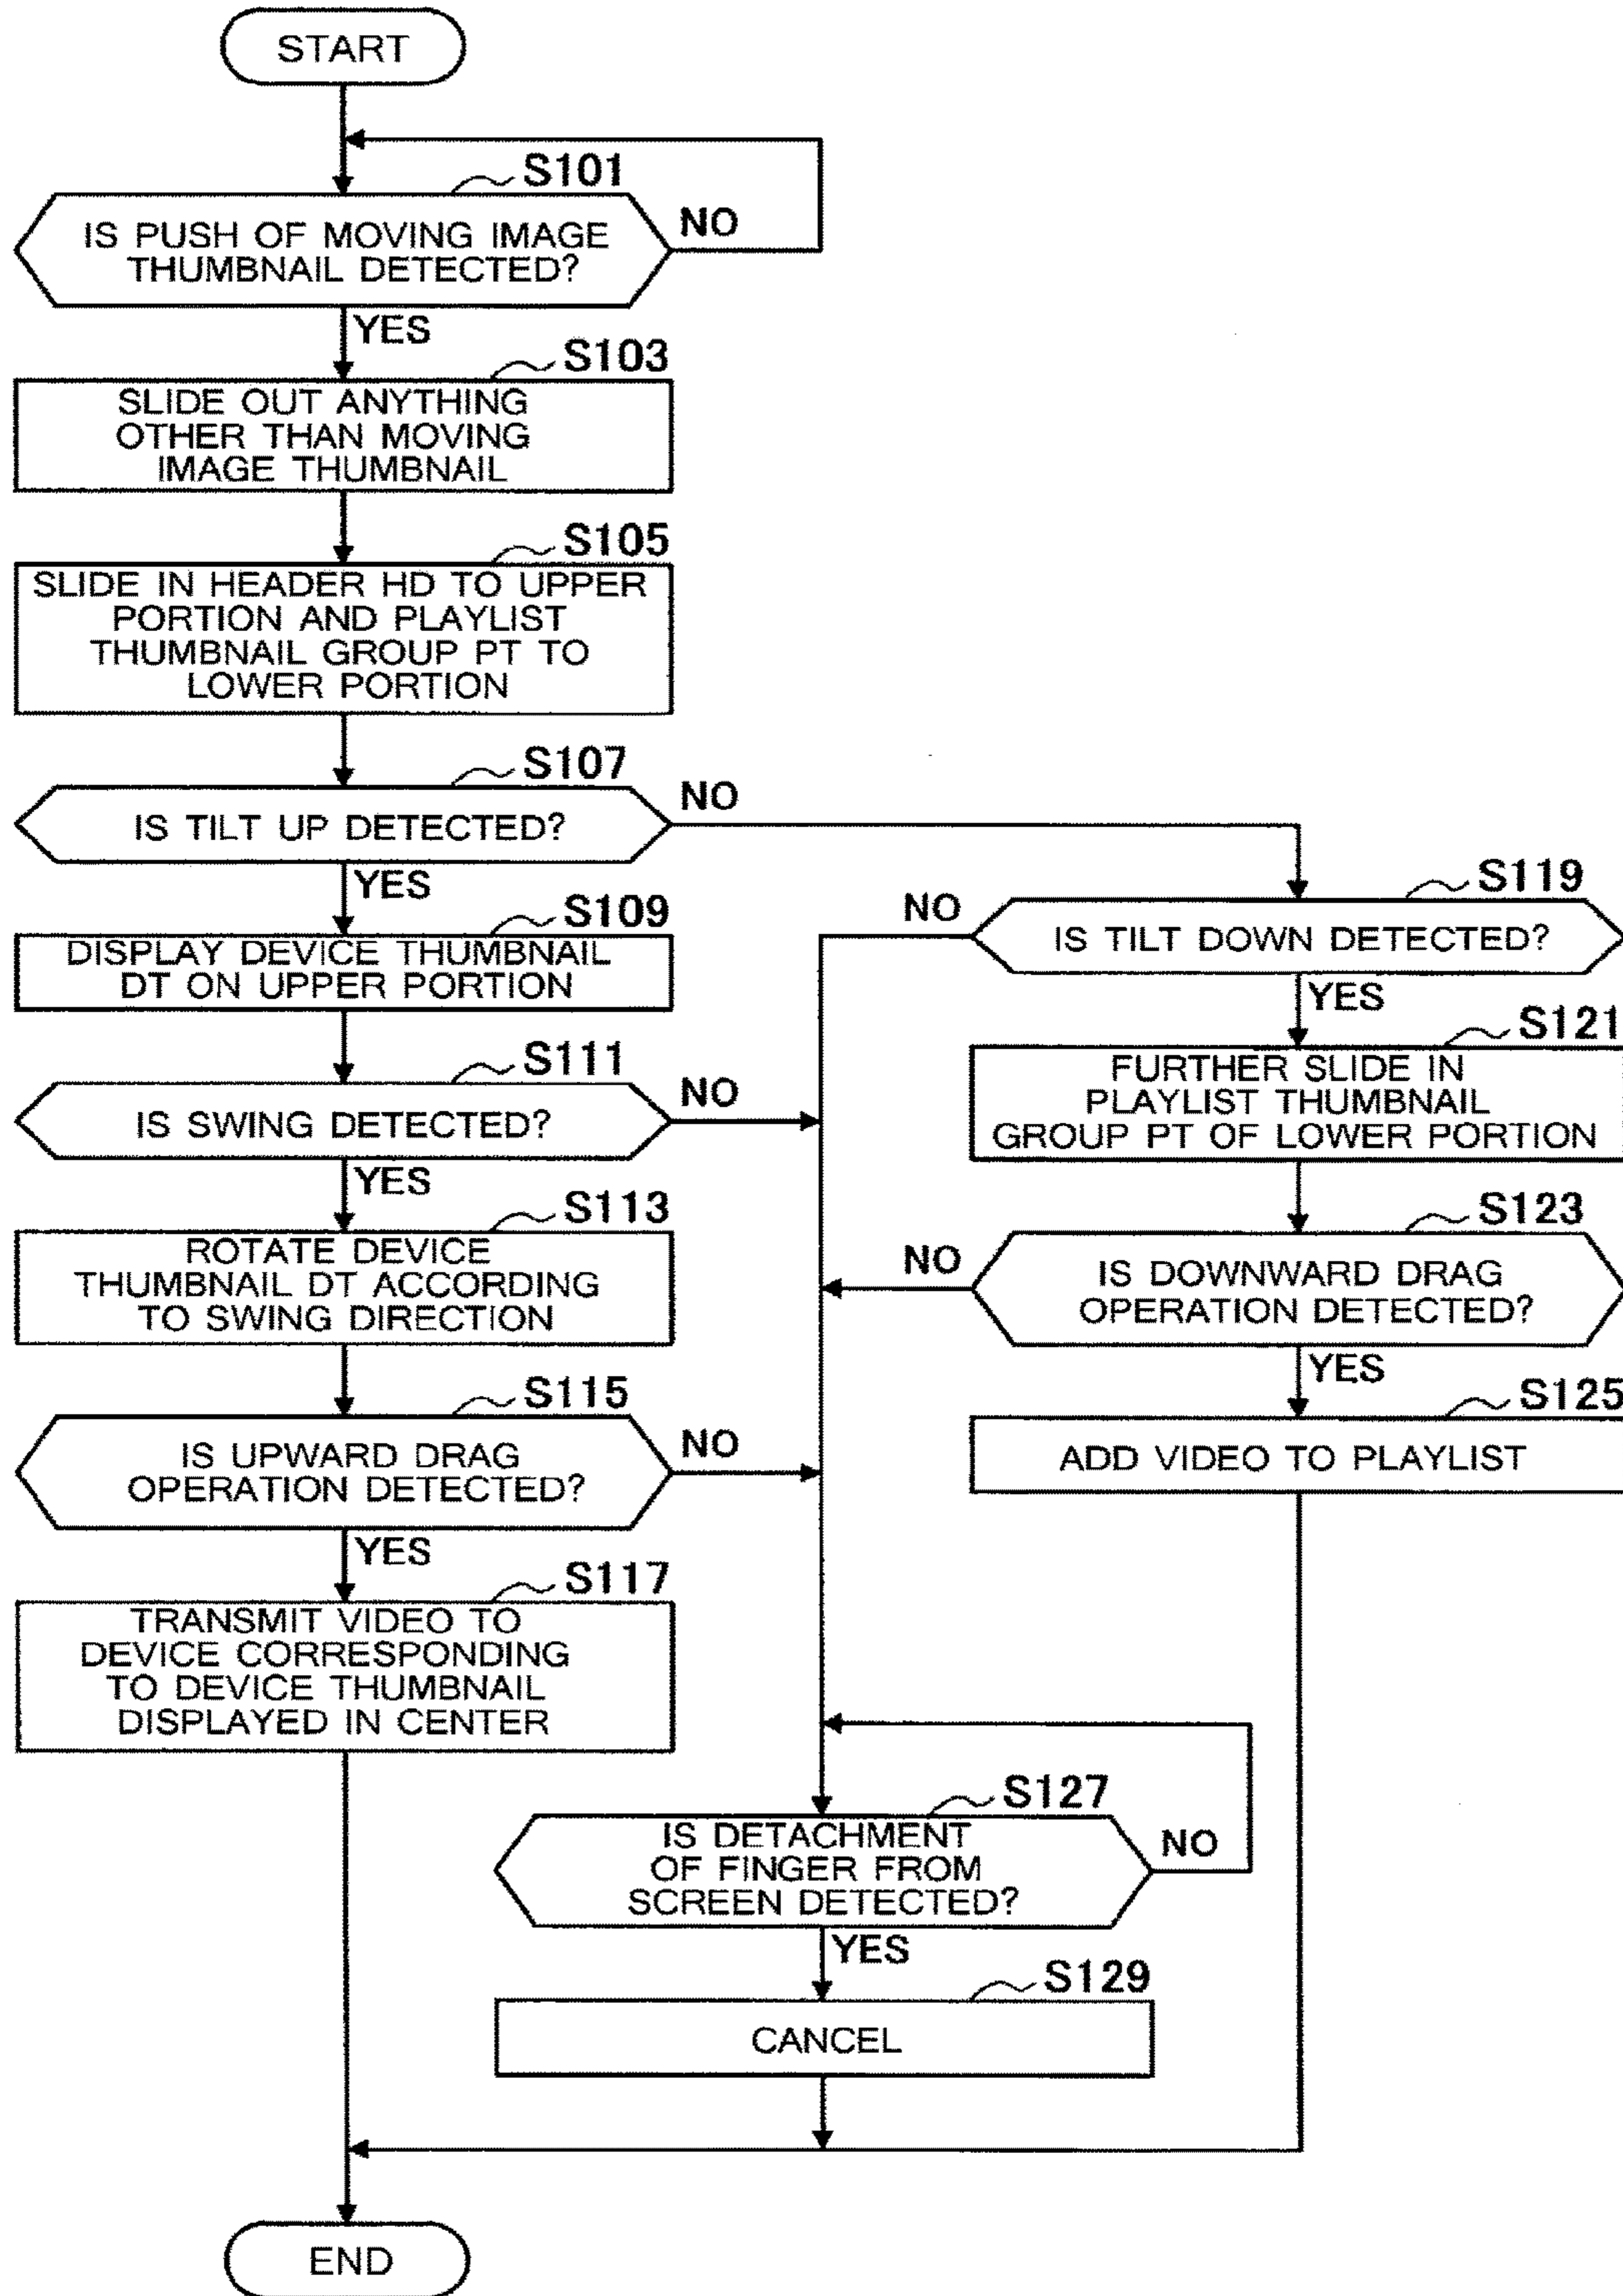 START
S101
IS PUSH OF MOVING IMAGE
THUMBNAIL DETECTED?
NO
YES
S103
SLIDE OUT ANYTHING
OTHER THAN MOVING
IMAGE THUMBNAIL
S105
SLIDE IN HEADER HD TO UPPER
PORTION AND PLAYLIST
THUMBNAIL GROUP PT TO
LOWER PORTION
S107
IS TILT UP DETECTED?
NO
YES
S109
DISPLAY DEVICE THUMBNAIL
DT ON UPPER PORTION
S111
IS SWING DETECTED?
NO
YES
S113
ROTATE DEVICE
THUMBNAIL DT ACCORDING
TO SWING DIRECTION
S115
IS UPWARD DRAG
OPERATION DETECTED?
NO
YES
S117
TRANSMIT VIDEO TO
DEVICE CORRESPONDING
TO DEVICE THUMBNAIL
DISPLAYED IN CENTER
S119
NO
IS TILT DOWN DETECTED?
YES
S121
FURTHER SLIDE IN
PLAYLIST THUMBNAIL
GROUP PT OF LOWER PORTION
S123
NO
IS DOWNWARD DRAG
OPERATION DETECTED?
YES
S125
ADD VIDEO TO PLAYLIST
S127
IS DETACHMENT
OF FINGER FROM
SCREEN DETECTED?
NO
YES
S129
CANCEL
END